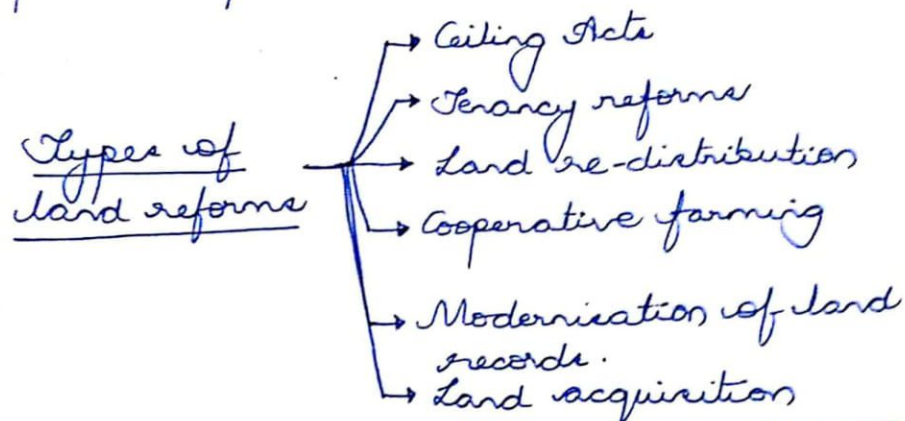 Ceiling Acts
Tenancy reforms
Types of
Land re-distribution
land reforms
Cooperative farming
Modernisation of land
records.
Land acquisition